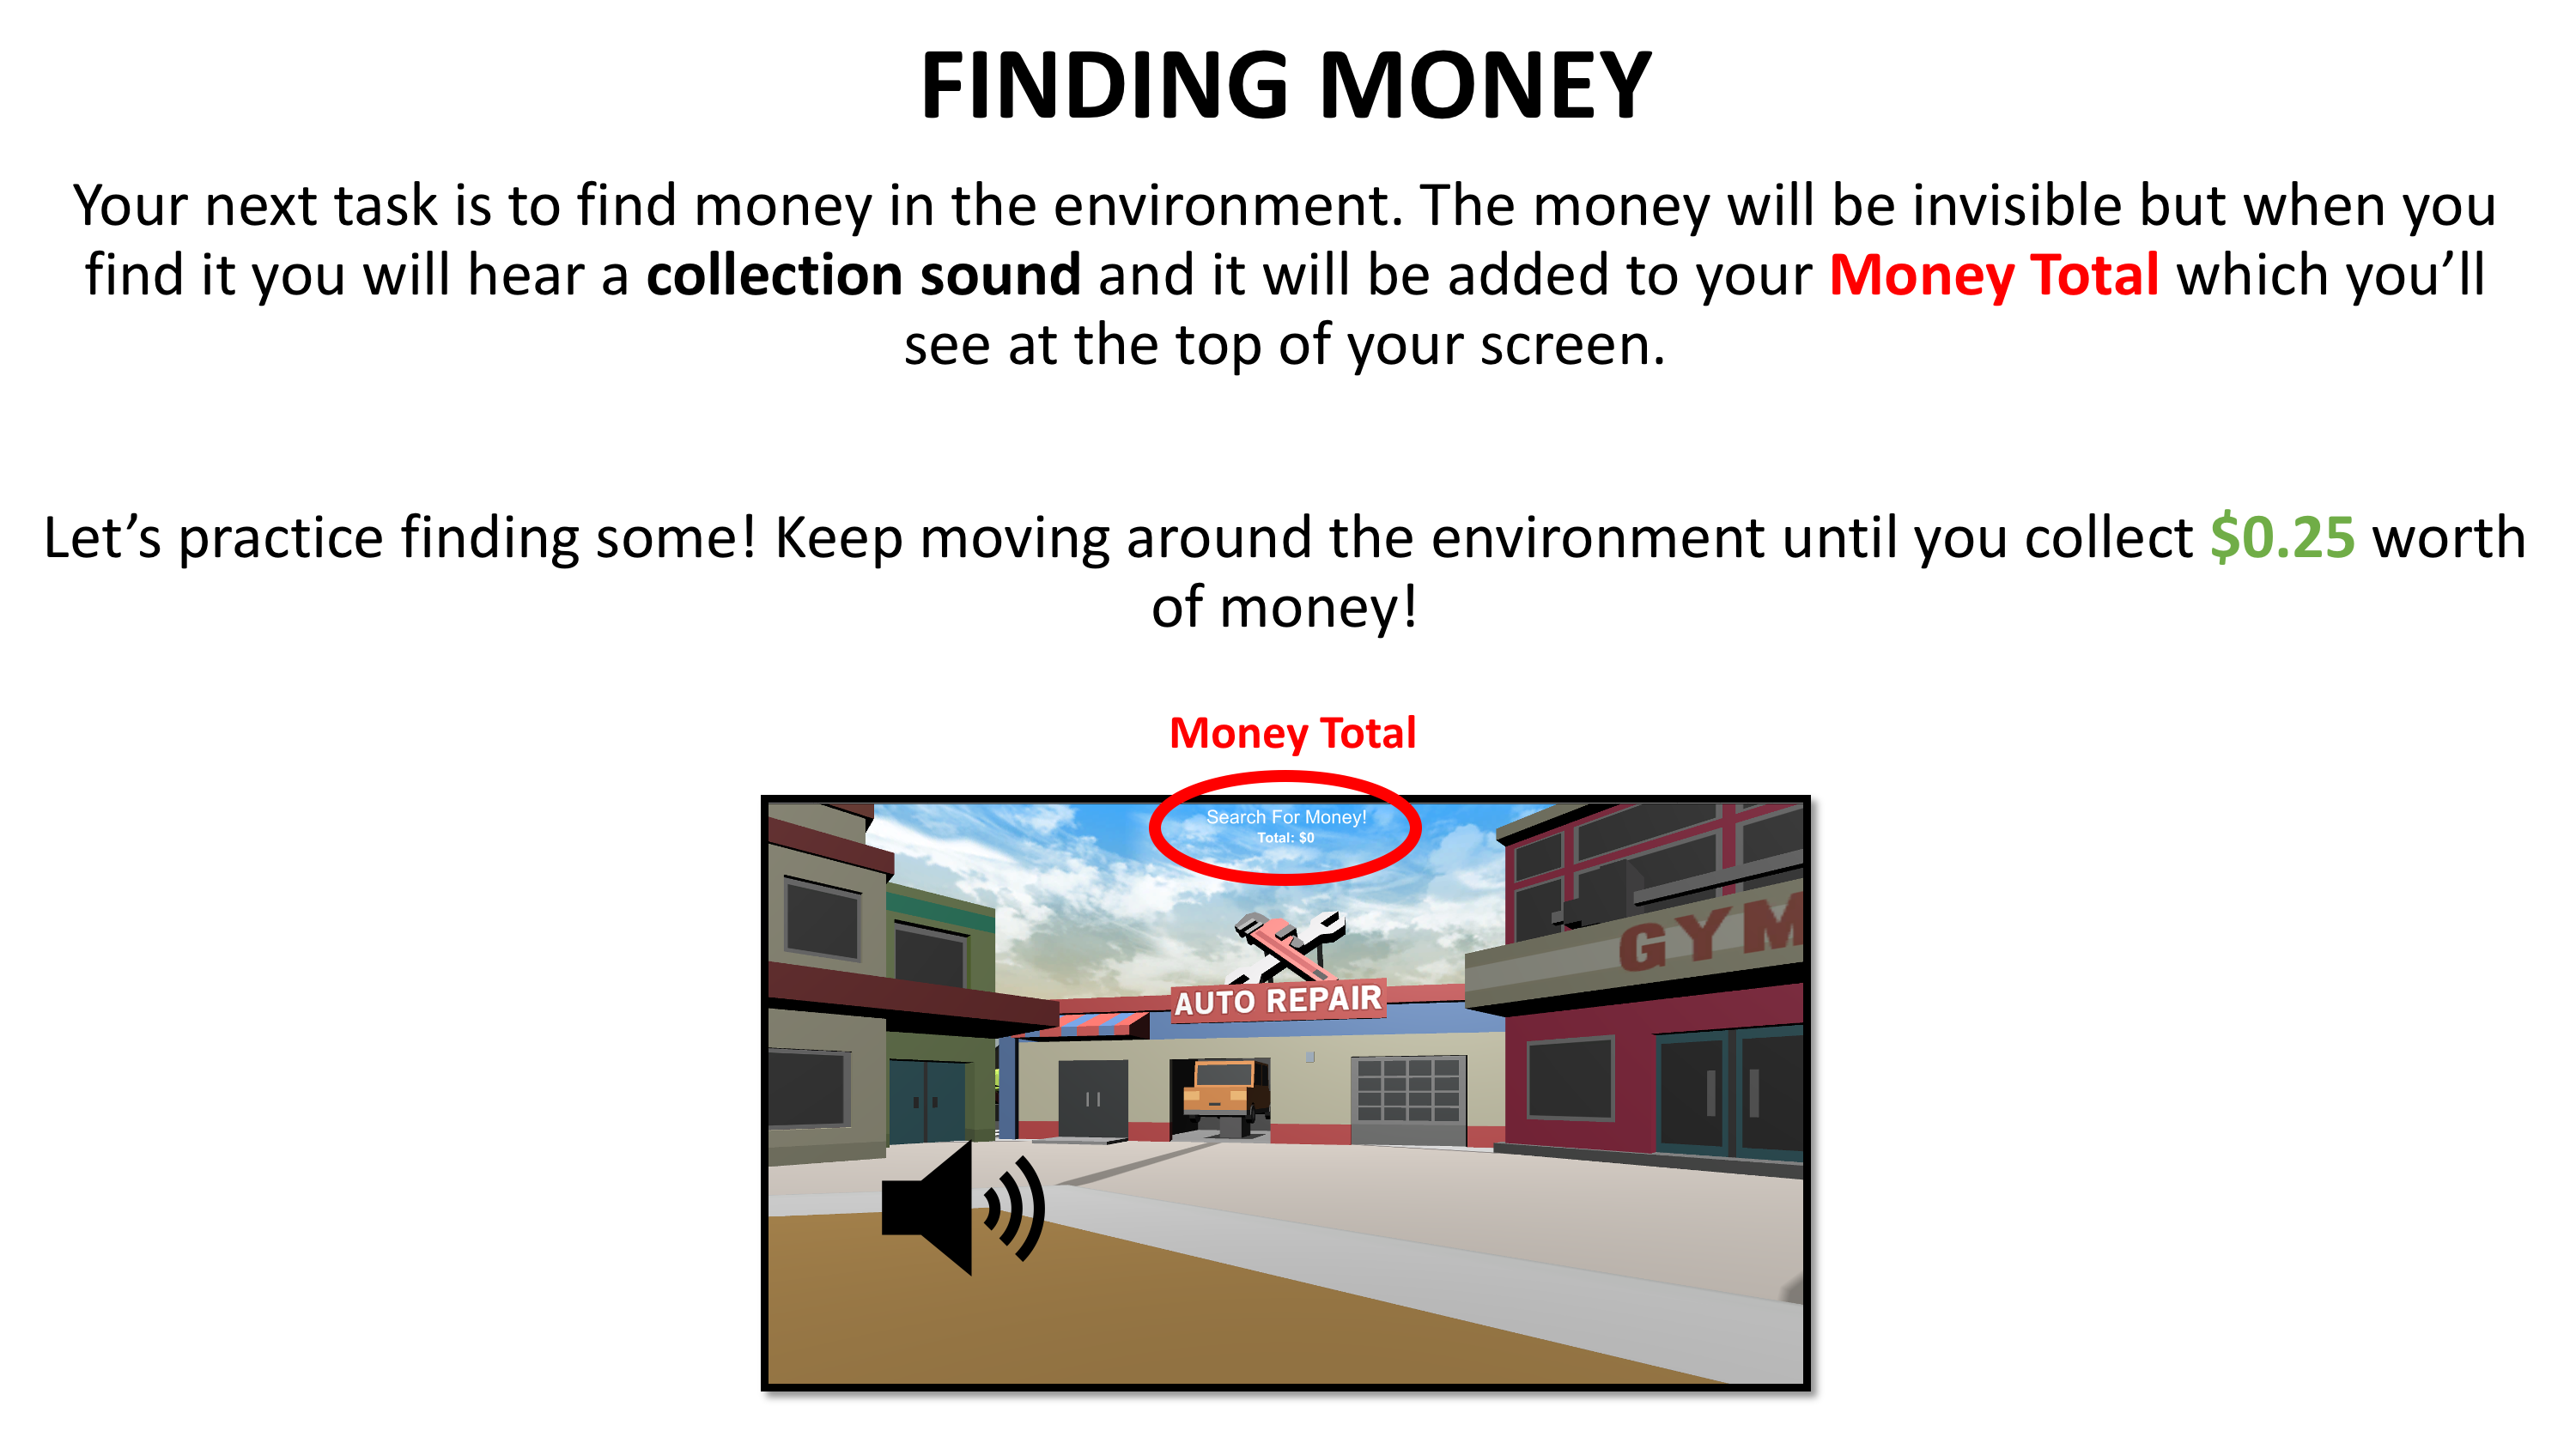 FINDING MONEY
Your next task is to find money in the environment. The money will be invisible but when you
find it you will hear a collection sound and it will be added to your Money Total which you’ll
see at the top of your screen.
Let’s practice finding some! Keep moving around the environment until you collect $0.25 worth
of money!
Money Total
Search For Money!
Total: $0
AUTO REPAIR
GYM